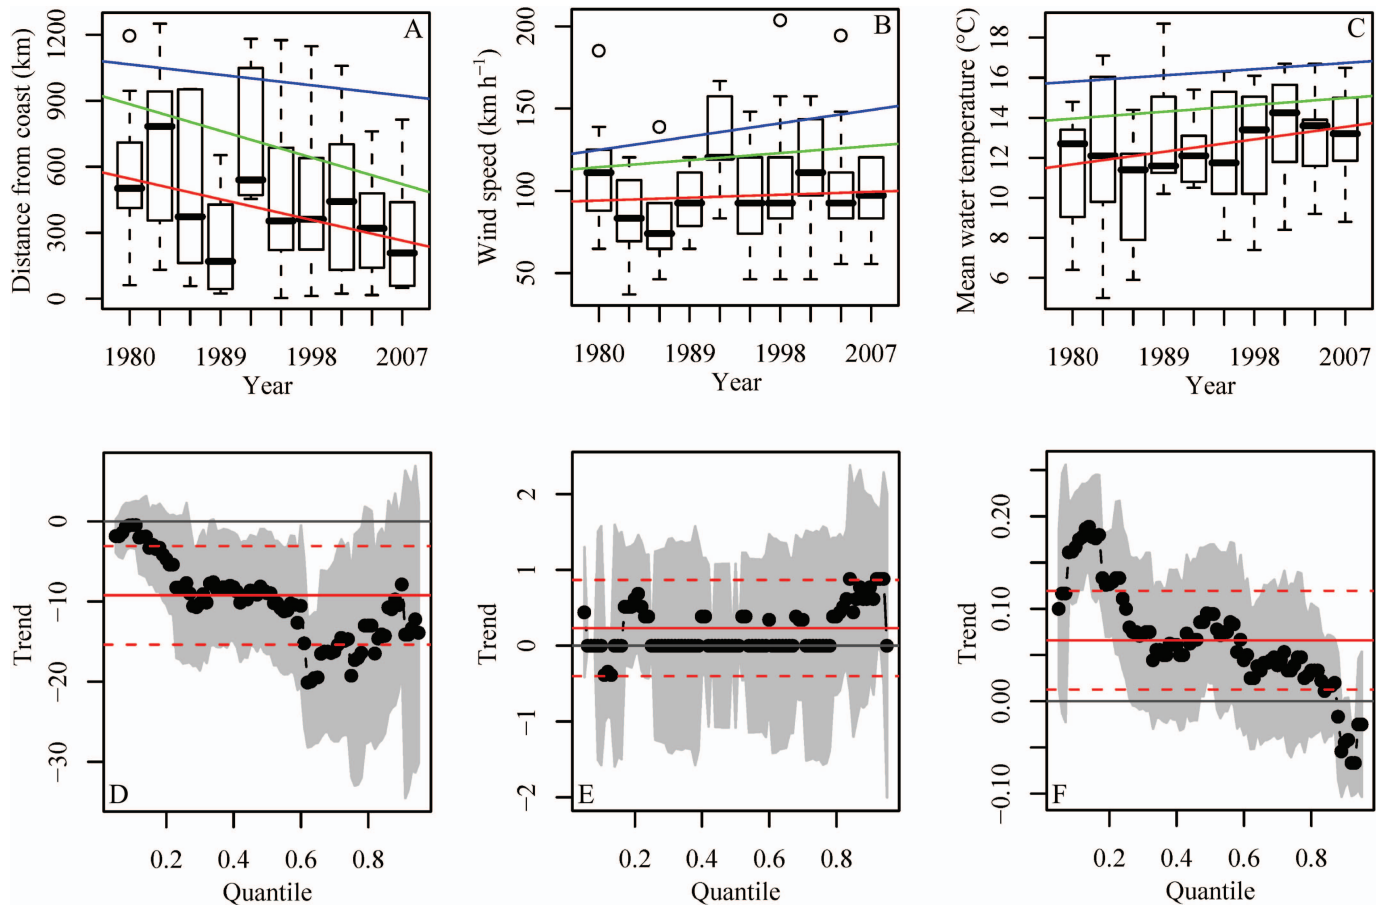 A
Distance from coast (km)
1200
900
600
300
0
1980 1989 1998 2007
Year
B
Wind speed (km h⁻¹)
200
150
100
50
1980 1989 1998 2007
Year
C
Mean water temperature (°C)
18
16
14
12
10
8
6
1980 1989 1998 2007
Year
Trend
0
−10
−20
−30
D
0.2 0.4 0.6 0.8
Quantile
Trend
2
1
0
−1
−2
E
0.2 0.4 0.6 0.8
Quantile
Trend
0.20
0.10
0.00
−0.10
F
0.2 0.4 0.6 0.8
Quantile